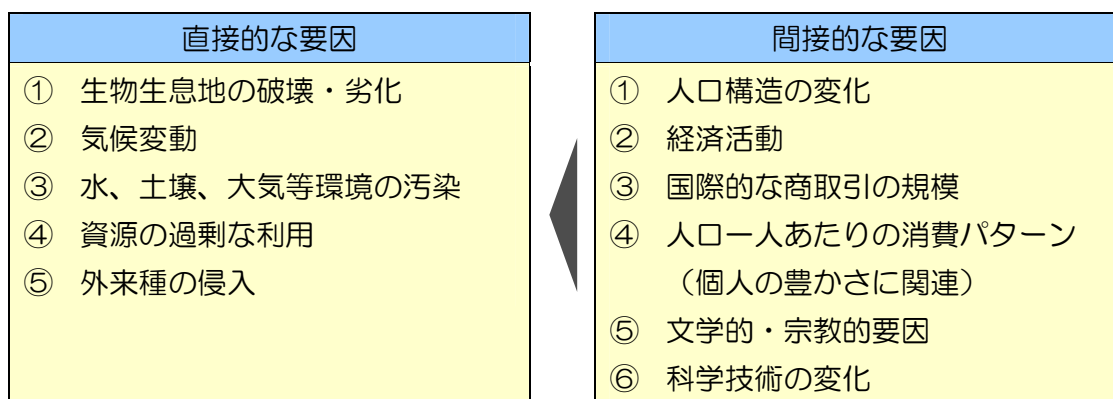 直接的な要因
① 生物生息地の破壊・劣化
② 気候変動
③ 水、土壌、大気等環境の汚染
④ 資源の過剰な利用
⑤ 外来種の侵入
間接的な要因
① 人口構造の変化
② 経済活動
③ 国際的な商取引の規模
④ 人口一人あたりの消費パターン
（個人の豊かさに関連）
⑤ 文学的・宗教的要因
⑥ 科学技術の変化